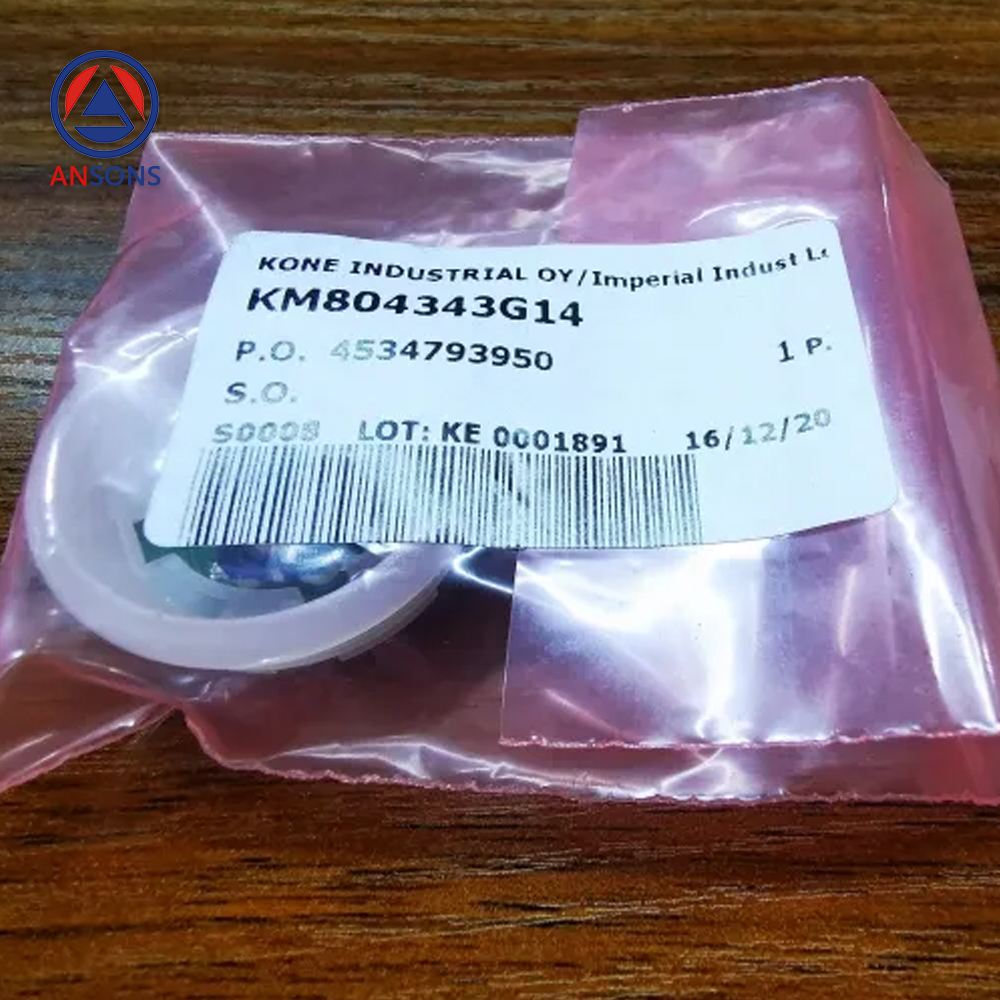 ANSONS
KONE INDUSTRIAL OY/Imperial Indust
KM804343G14
P.O. 4534793950 1 P.
S.O.
S0008 LOT: KE 0001891 16/12/20